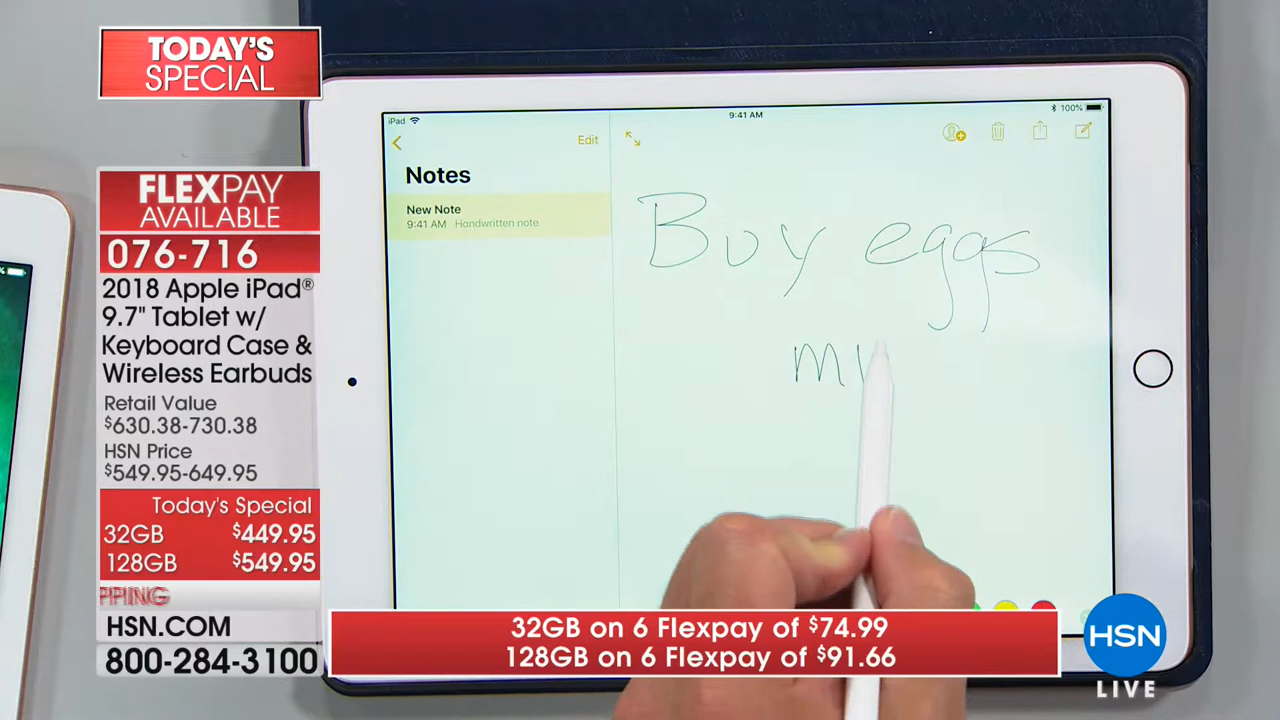 TODAY'S
SPECIAL
FLEXPAY
AVAILABLE
076-716
2018 Apple iPad®
9.7" Tablet w/
Keyboard Case &
Wireless Earbuds
Retail Value
$630.38-730.38
HSN Price
$549.95-649.95
Today's Special
32GB $449.95
128GB $549.95
PPING
HSN.COM
800-284-3100
iPad
9:41 AM
100%
Edit
Notes
New Note
9:41 AM Handwritten note
Buy eggs
32GB on 6 Flexpay of $74.99
128GB on 6 Flexpay of $91.66
HSN
LIVE